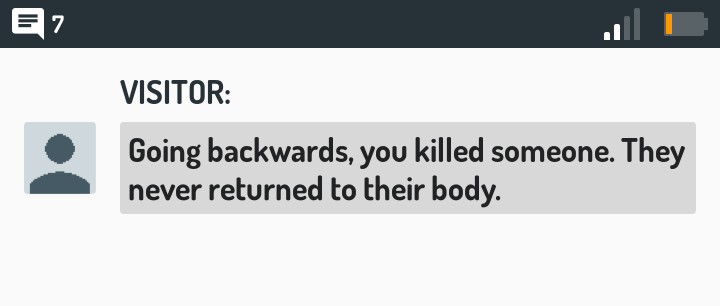 7
VISITOR:
Going backwards, you killed someone. They
never returned to their body.